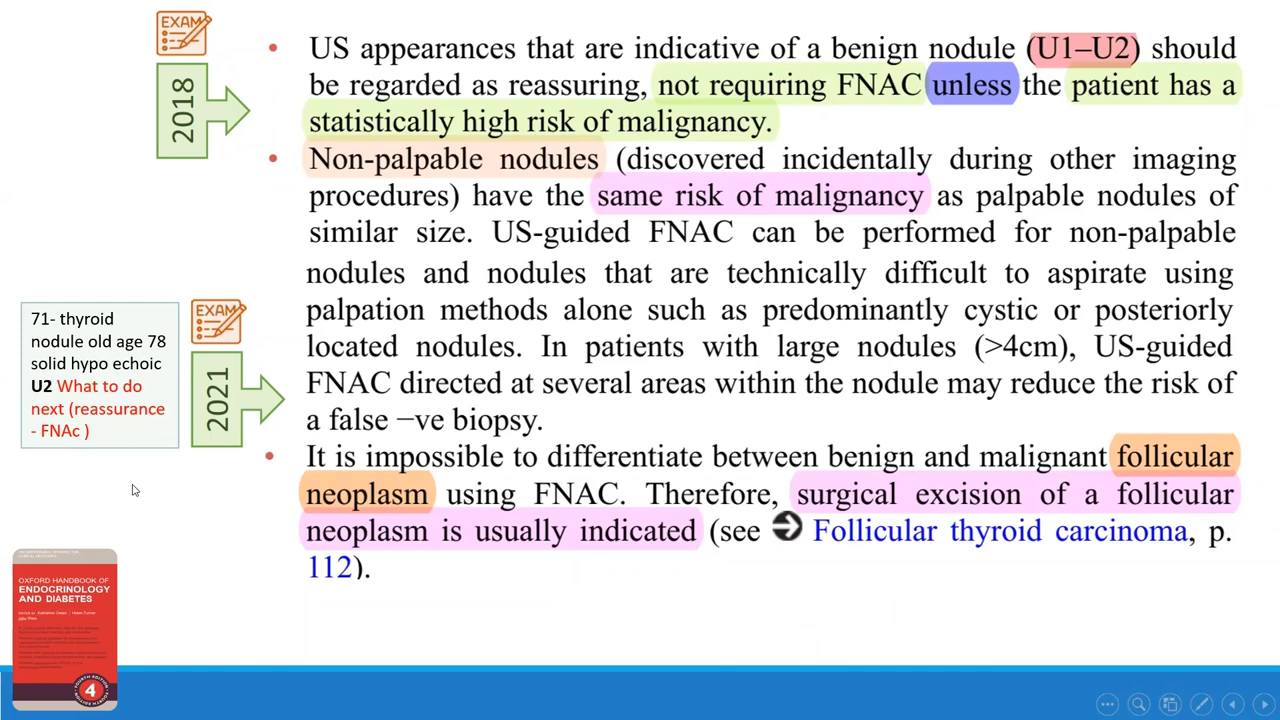 EXAM
2018
• US appearances that are indicative of a benign nodule (U1–U2) should
be regarded as reassuring, not requiring FNAC unless the patient has a
statistically high risk of malignancy.
• Non-palpable nodules (discovered incidentally during other imaging
procedures) have the same risk of malignancy as palpable nodules of
similar size. US-guided FNAC can be performed for non-palpable
nodules and nodules that are technically difficult to aspirate using
palpation methods alone such as predominantly cystic or posteriorly
located nodules. In patients with large nodules (>4cm), US-guided
FNAC directed at several areas within the nodule may reduce the risk of
a false −ve biopsy.
• It is impossible to differentiate between benign and malignant follicular
neoplasm using FNAC. Therefore, surgical excision of a follicular
neoplasm is usually indicated (see ➔ Follicular thyroid carcinoma, p.
112).
71- thyroid
nodule old age 78
solid hypo echoic
U2 What to do
next (reassurance
- FNAc )
EXAM
2021
OXFORD HANDBOOK OF
ENDOCRINOLOGY
AND DIABETES
FOURTH EDITION
4